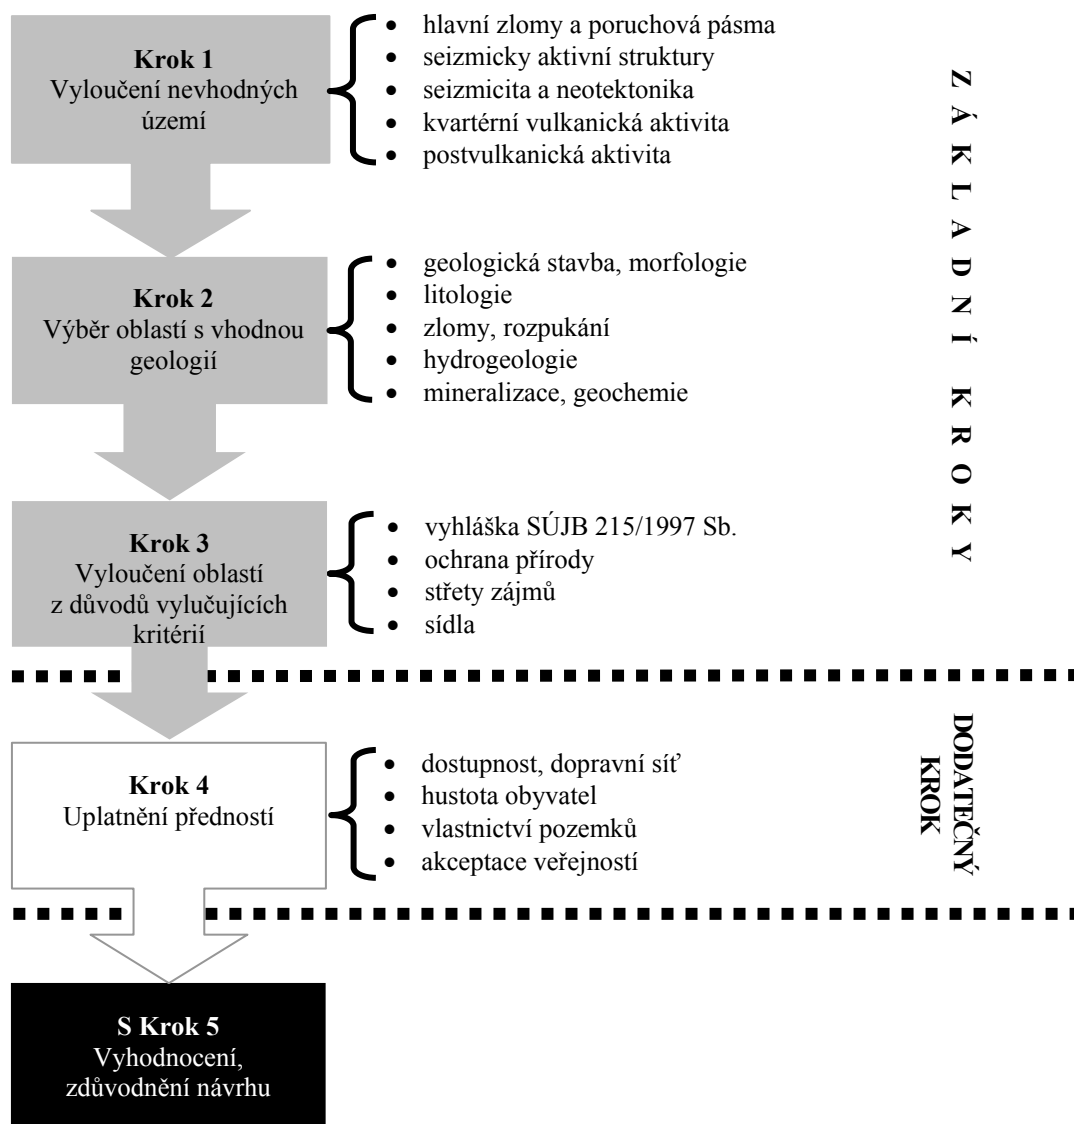 Krok 1
Vyloučení nevhodných
území
• hlavní zlomy a poruchová pásma
• seizmicky aktivní struktury
• seizmicita a neotektonika
• kvartérní vulkanická aktivita
• postvulkanická aktivita
Krok 2
Výběr oblastí s vhodnou
geologií
• geologická stavba, morfologie
• litologie
• zlomy, rozpukání
• hydrogeologie
• mineralizace, geochemie
Krok 3
Vyloučení oblastí
z důvodů vylučujících
kritérií
• vyhláška SÚJB 215/1997 Sb.
• ochrana přírody
• střety zájmů
• sídla
ZÁKLADNÍ KROKY
Krok 4
Uplatnění předností
• dostupnost, dopravní síť
• hustota obyvatel
• vlastnictví pozemků
• akceptace veřejností
DODATEČNÝ
KROK
S Krok 5
Vyhodnocení,
zdůvodnění návrhu